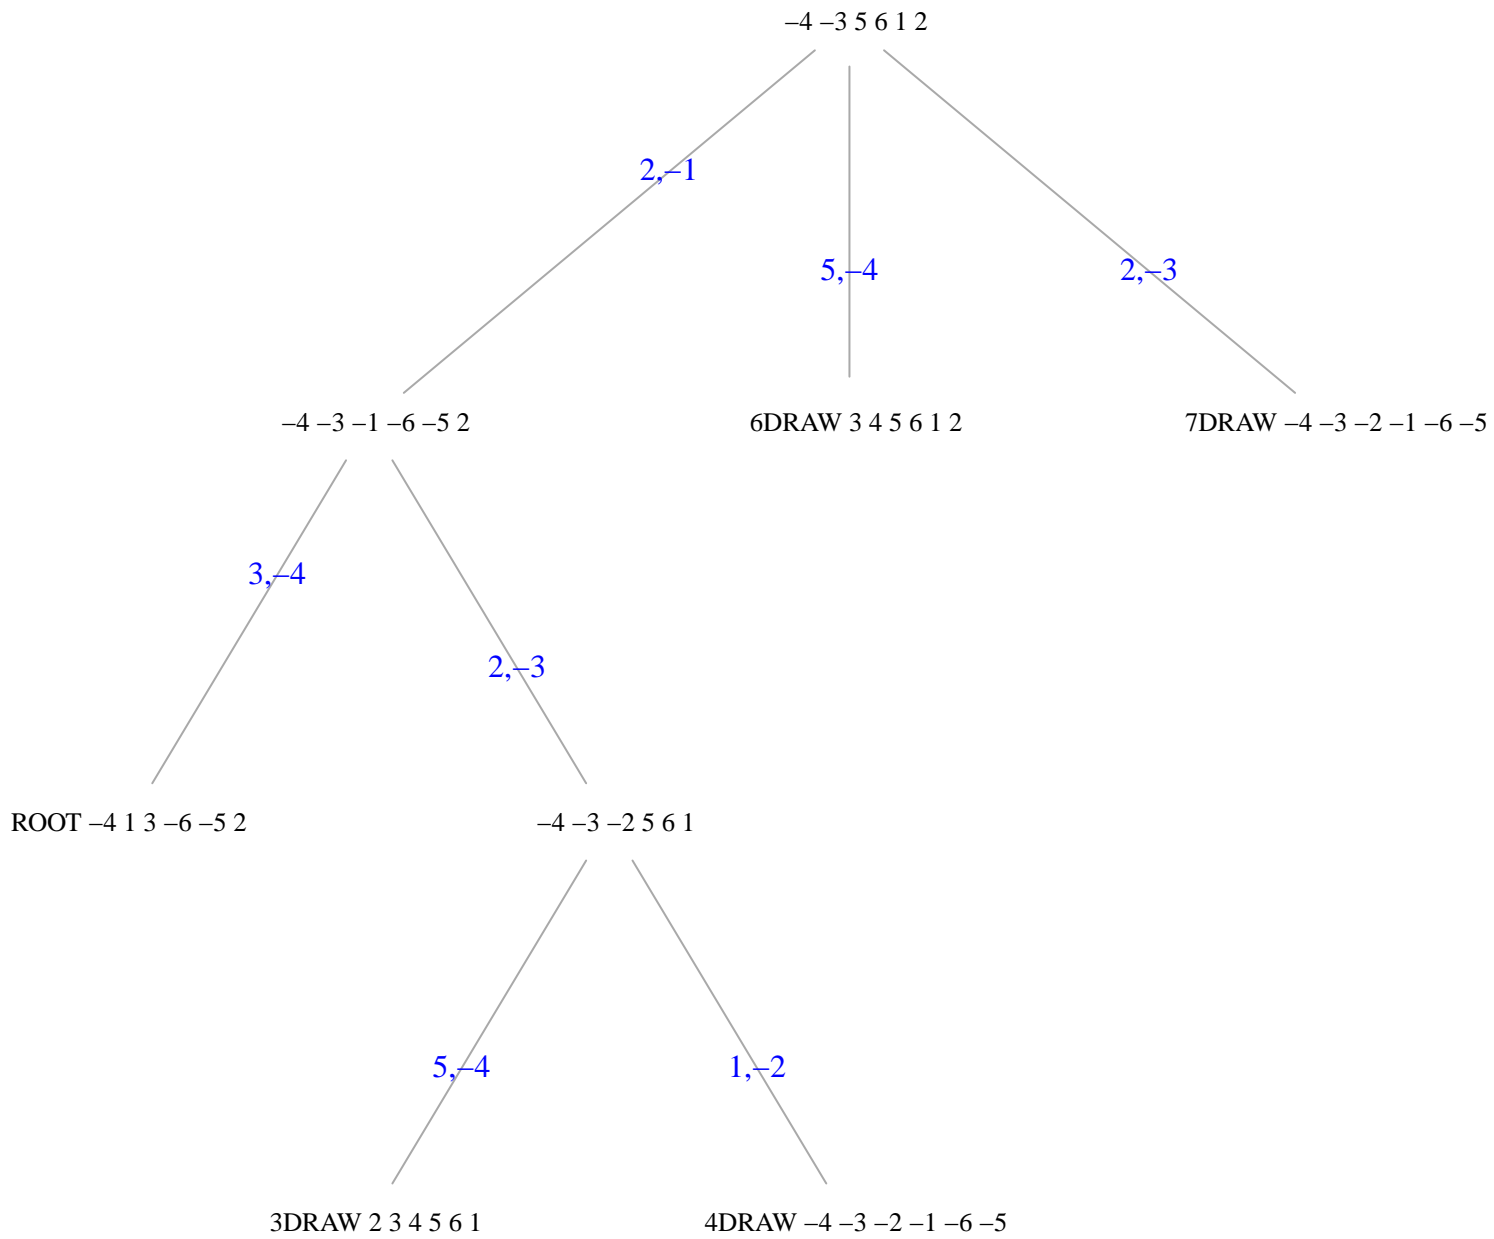 –4 –3 5 6 1 2
2,–1
5,–4
2,–3
–4 –3 –1 –6 –5 2
6DRAW 3 4 5 6 1 2
7DRAW –4 –3 –2 –1 –6 –5
3,–4
2,–3
ROOT –4 1 3 –6 –5 2
–4 –3 –2 5 6 1
5,–4
1,–2
3DRAW 2 3 4 5 6 1
4DRAW –4 –3 –2 –1 –6 –5